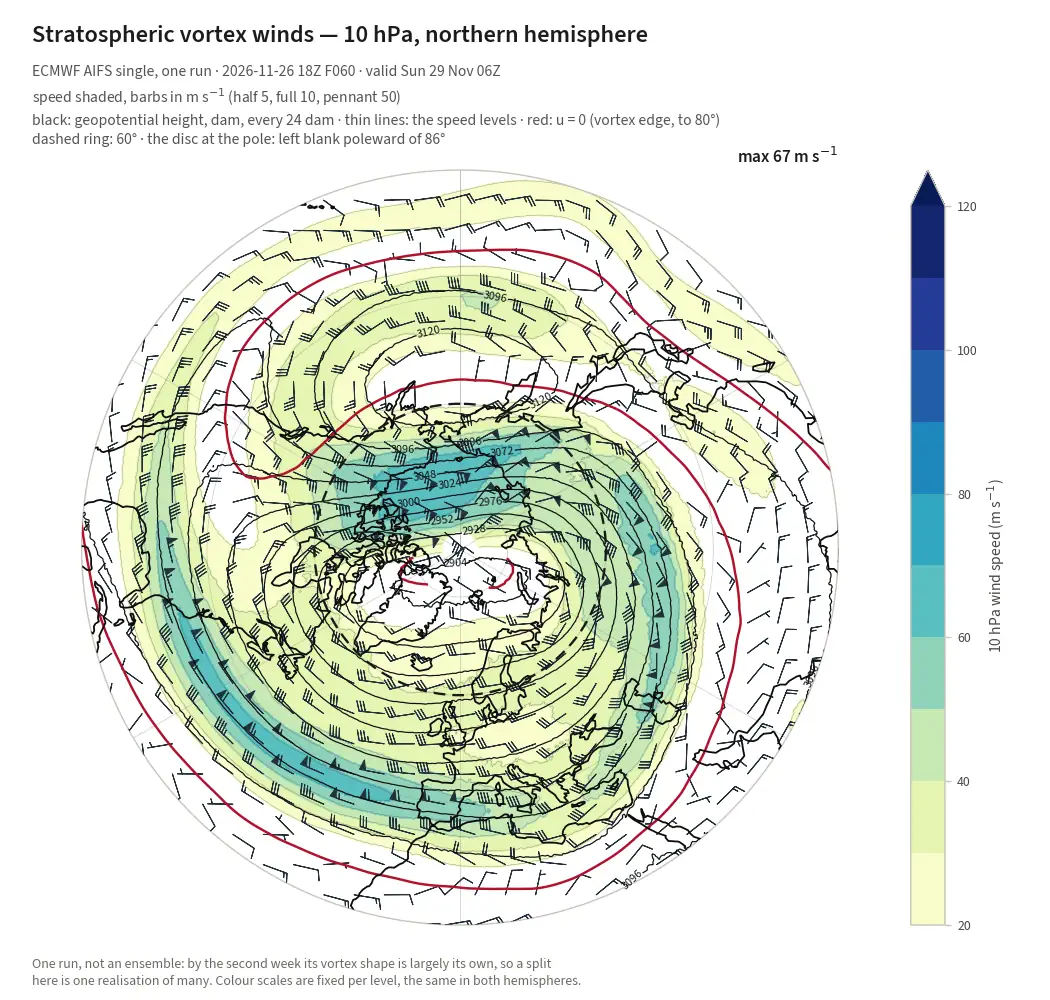 Stratospheric vortex winds — 10 hPa, northern hemisphere
ECMWF AIFS single, one run · 2026-11-26 18Z F060 · valid Sun 29 Nov 06Z
speed shaded, barbs in m s⁻¹ (half 5, full 10, pennant 50)
black: geopotential height, dam, every 24 dam · thin lines: the speed levels · red: u = 0 (vortex edge, to 80°)
dashed ring: 60° · the disc at the pole: left blank poleward of 86°
max 67 m s⁻¹
120
100
80
60
40
20
10 hPa wind speed (m s⁻¹)
3096
3120
3120
3096
3096
3072
3048
3024
3000
2976
2952
2928
2904
3096
One run, not an ensemble: by the second week its vortex shape is largely its own, so a split
here is one realisation of many. Colour scales are fixed per level, the same in both hemispheres.